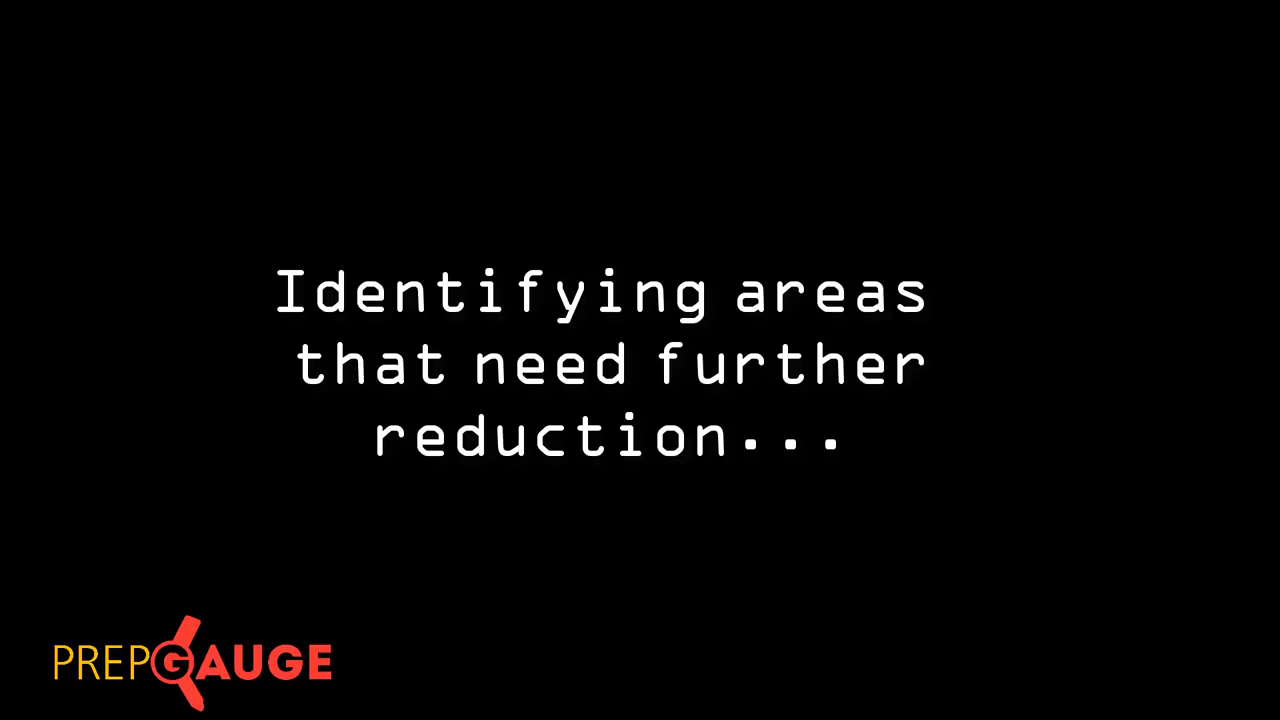 Identifying areas
that need further
reduction...
PREPGAUGE